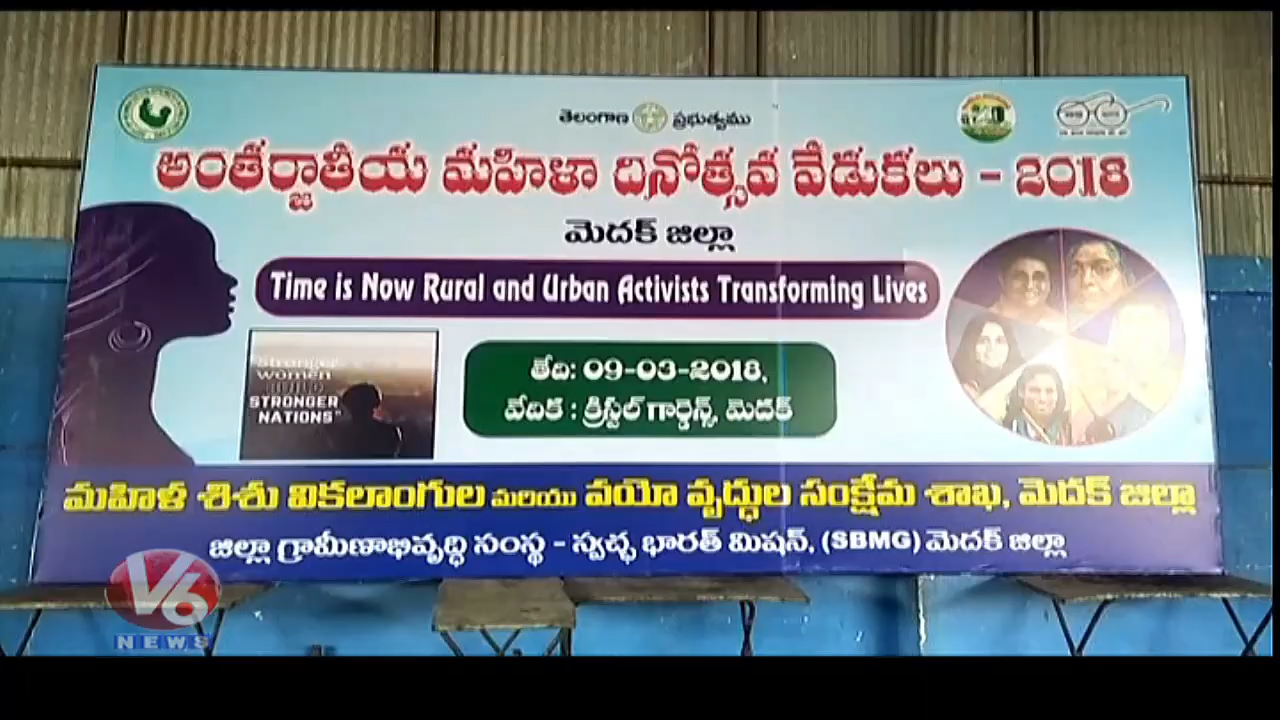 తెలంగాణ ప్రభుత్వము
అంతర్జాతీయ మహిళా దినోత్సవ వేడుకలు - 2018
మెదక్ జిల్లా
Time is Now Rural and Urban Activists Transforming Lives
"Stronger
women
BUILD
STRONGER
NATIONS"
తేది: 09-03-2018,
వేదిక : క్రిస్టల్ గార్డెన్స్, మెదక్
మహిళ శిశు వికలాంగుల మరియు వయో వృద్ధుల సంక్షేమ శాఖ, మెదక్ జిల్లా
జిల్లా గ్రామీణాభివృద్ధి సంస్థ - స్వచ్ఛ భారత్ మిషన్, (SBMG) మెదక్ జిల్లా
V6
NEWS